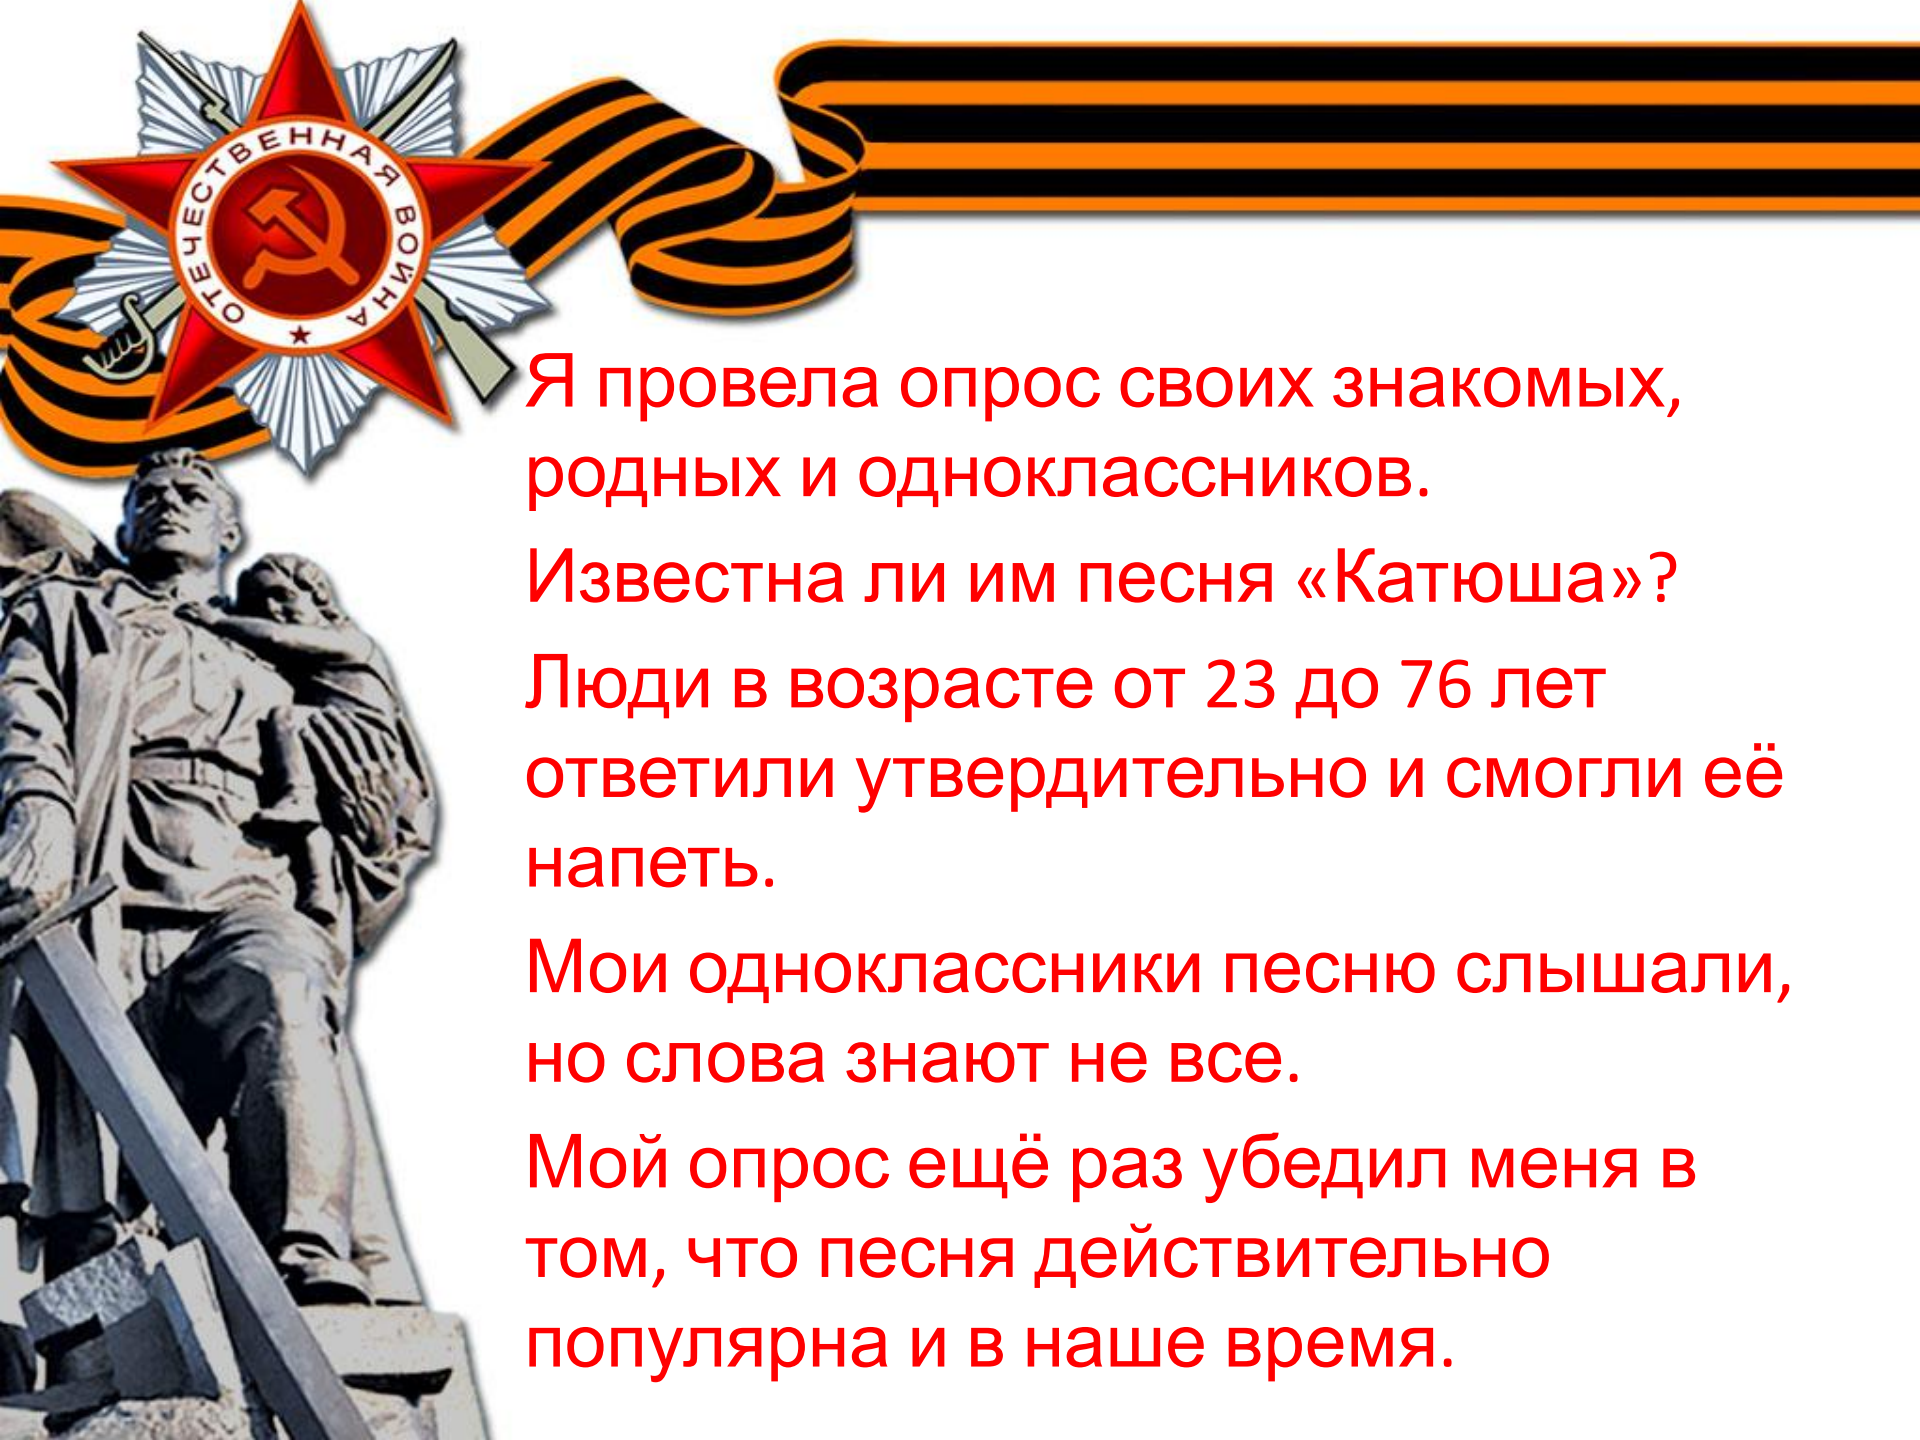 ОТЕЧЕСТВЕННАЯ ВОЙНА
Я провела опрос своих знакомых,
родных и одноклассников.
Известна ли им песня «Катюша»?
Люди в возрасте от 23 до 76 лет
ответили утвердительно и смогли её
напеть.
Мои одноклассники песню слышали,
но слова знают не все.
Мой опрос ещё раз убедил меня в
том, что песня действительно
популярна и в наше время.